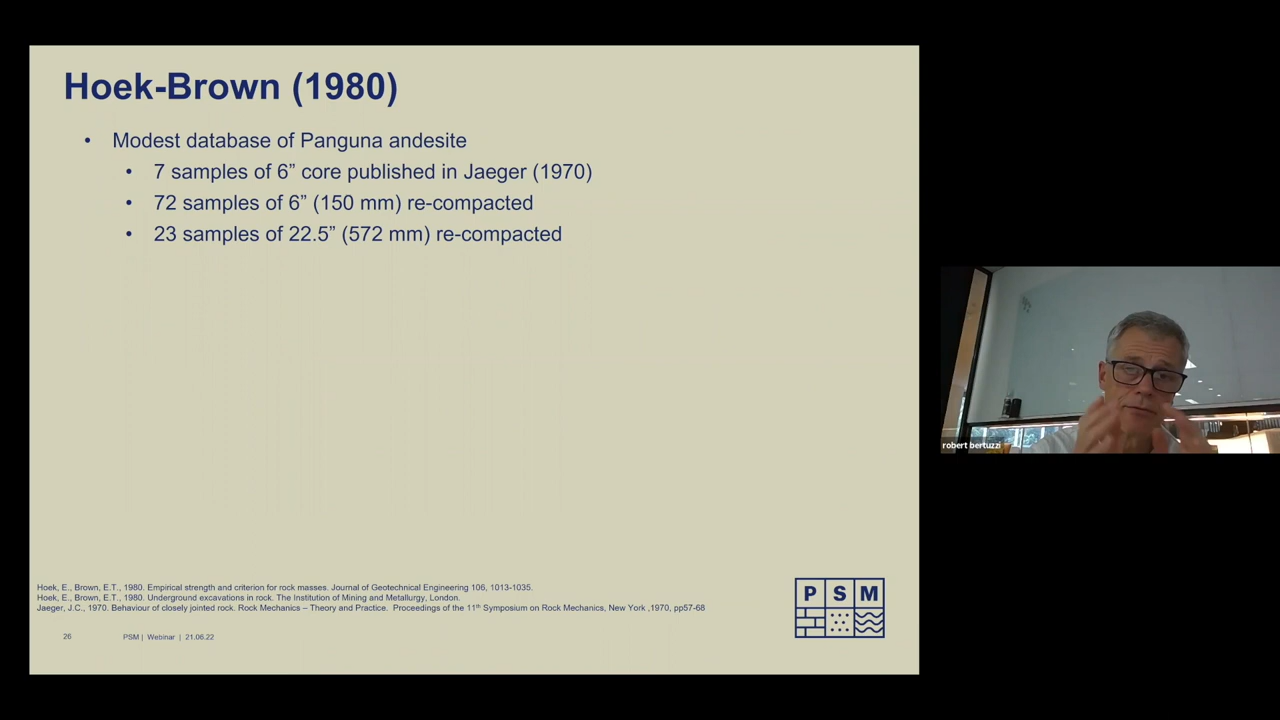 Hoek-Brown (1980)
• Modest database of Panguna andesite
• 7 samples of 6” core published in Jaeger (1970)
• 72 samples of 6” (150 mm) re-compacted
• 23 samples of 22.5” (572 mm) re-compacted
robert bertuzzi
Hoek, E., Brown, E.T., 1980. Empirical strength and criterion for rock masses. Journal of Geotechnical Engineering 106, 1013-1035.
Hoek, E., Brown, E.T., 1980. Underground excavations in rock. The Institution of Mining and Metallurgy, London.
Jaeger, J.C., 1970. Behaviour of closely jointed rock. Rock Mechanics – Theory and Practice. Proceedings of the 11th Symposium on Rock Mechanics, New York ,1970, pp57-68
P S M
26 PSM | Webinar | 21.06.22